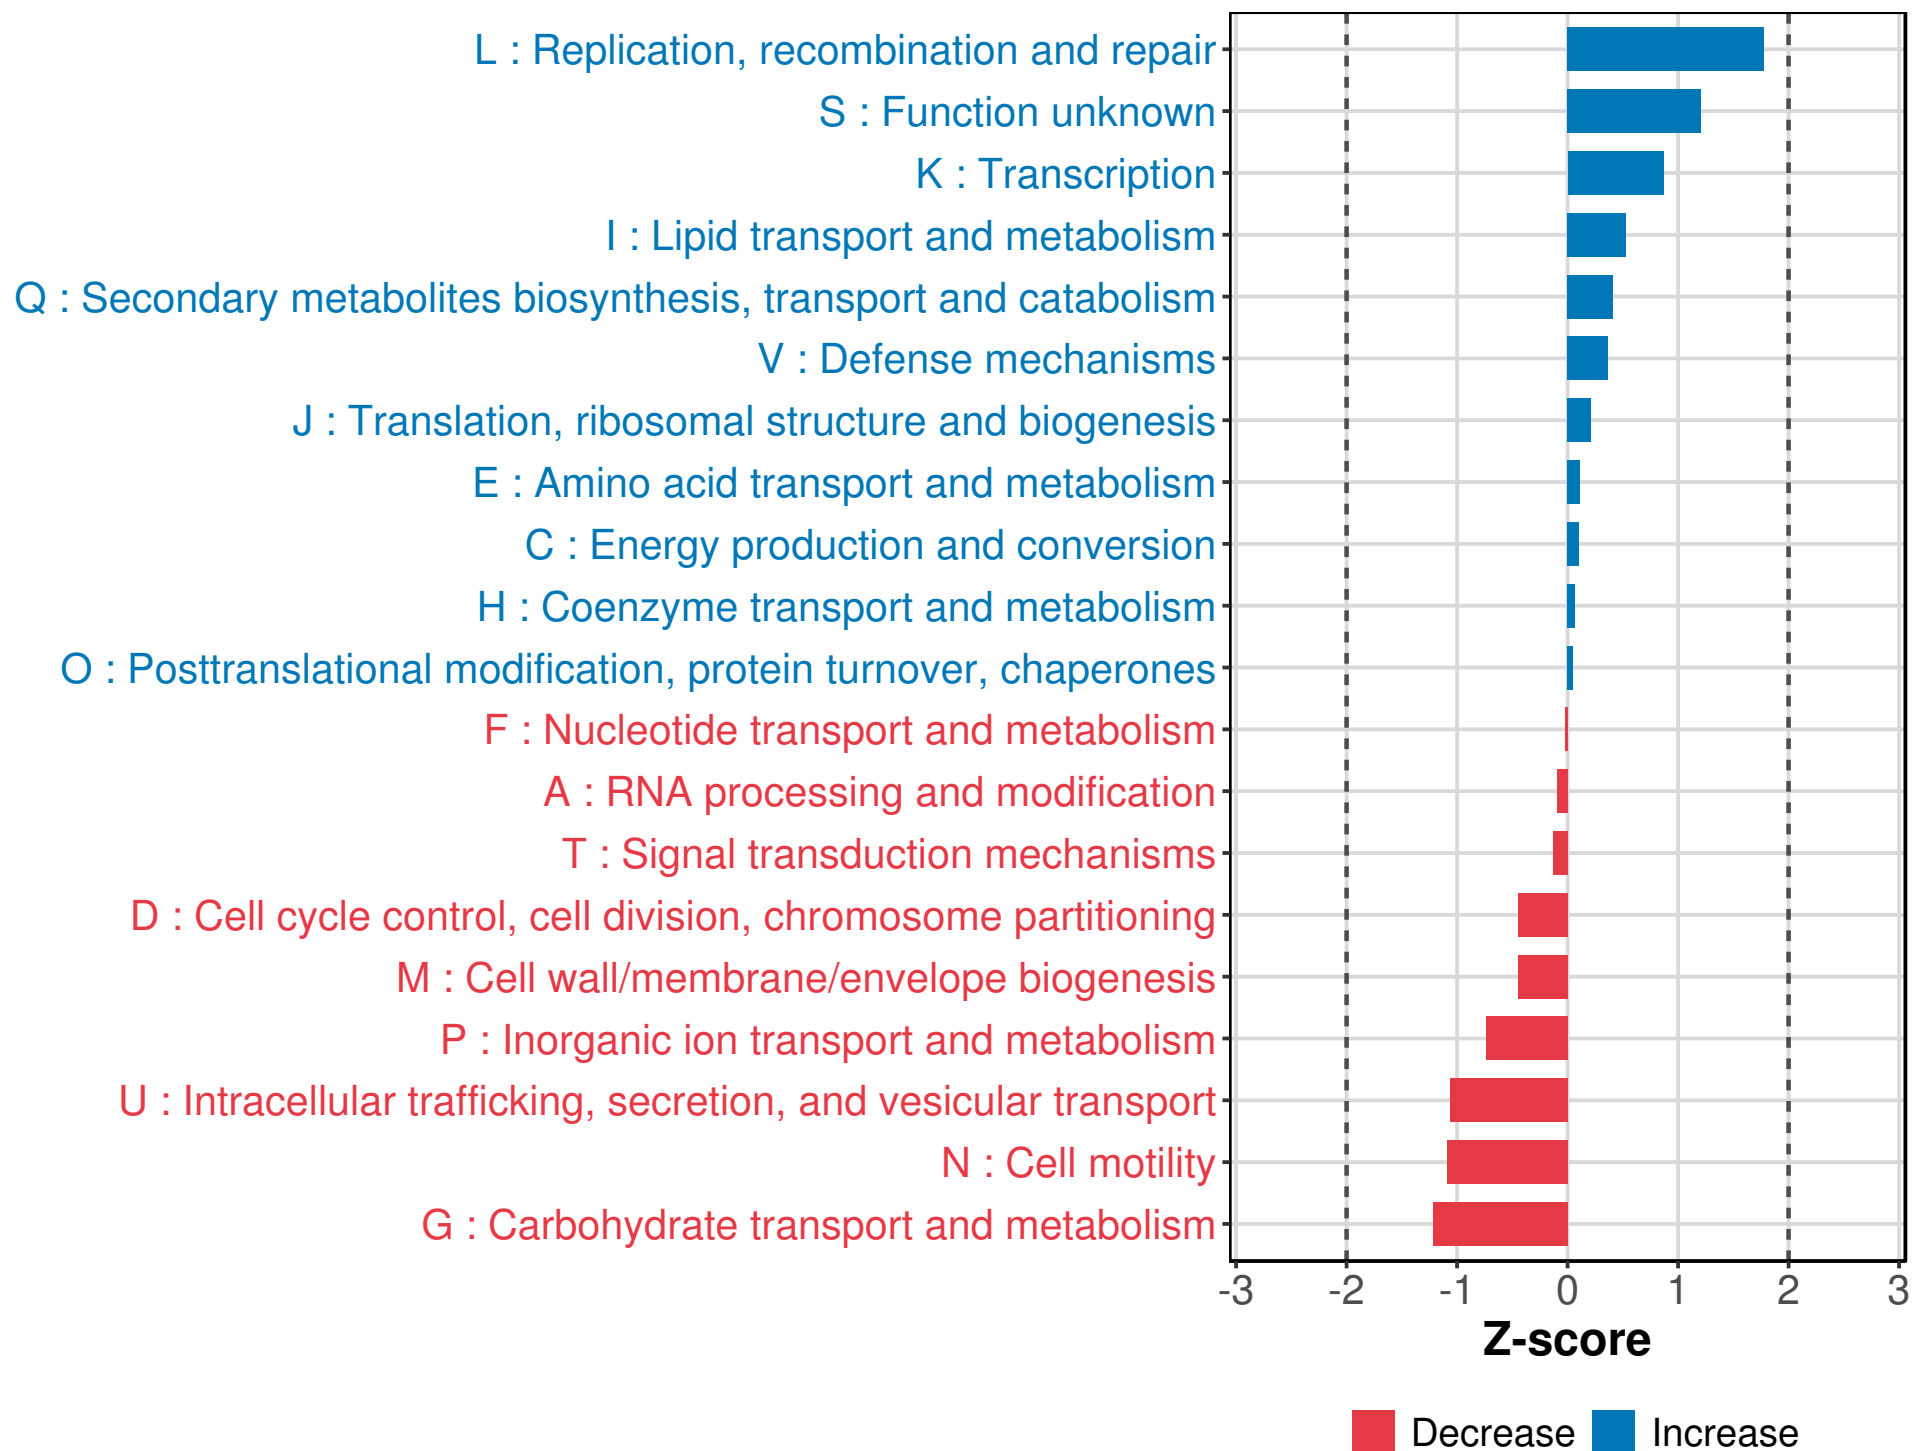 L : Replication, recombination and repair
S : Function unknown
K : Transcription
I : Lipid transport and metabolism
Q : Secondary metabolites biosynthesis, transport and catabolism
V : Defense mechanisms
J : Translation, ribosomal structure and biogenesis
E : Amino acid transport and metabolism
C : Energy production and conversion
H : Coenzyme transport and metabolism
O : Posttranslational modification, protein turnover, chaperones
F : Nucleotide transport and metabolism
A : RNA processing and modification
T : Signal transduction mechanisms
D : Cell cycle control, cell division, chromosome partitioning
M : Cell wall/membrane/envelope biogenesis
P : Inorganic ion transport and metabolism
U : Intracellular trafficking, secretion, and vesicular transport
N : Cell motility
G : Carbohydrate transport and metabolism
-3 -2 -1 0 1 2 3
Z-score
Decrease Increase